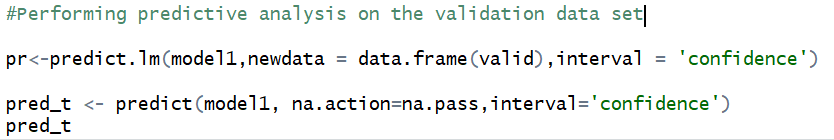 #Performing predictive analysis on the validation data set
pr<-predict.lm(model1,newdata = data.frame(valid),interval = 'confidence')
pred_t <- predict(model1, na.action=na.pass,interval='confidence')
pred_t